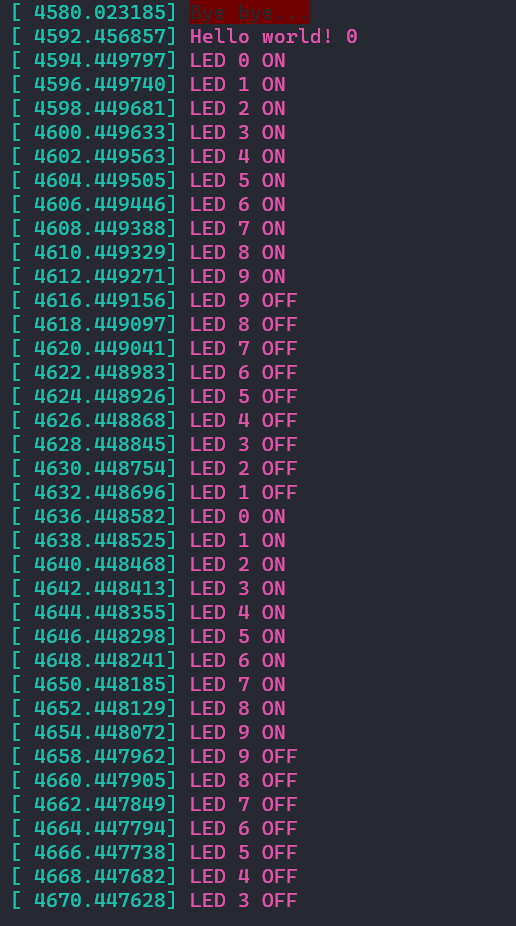 [ 4580.023185] Bye bye...
[ 4592.456857] Hello world! 0
[ 4594.449797] LED 0 ON
[ 4596.449740] LED 1 ON
[ 4598.449681] LED 2 ON
[ 4600.449633] LED 3 ON
[ 4602.449563] LED 4 ON
[ 4604.449505] LED 5 ON
[ 4606.449446] LED 6 ON
[ 4608.449388] LED 7 ON
[ 4610.449329] LED 8 ON
[ 4612.449271] LED 9 ON
[ 4616.449156] LED 9 OFF
[ 4618.449097] LED 8 OFF
[ 4620.449041] LED 7 OFF
[ 4622.448983] LED 6 OFF
[ 4624.448926] LED 5 OFF
[ 4626.448868] LED 4 OFF
[ 4628.448845] LED 3 OFF
[ 4630.448754] LED 2 OFF
[ 4632.448696] LED 1 OFF
[ 4636.448582] LED 0 ON
[ 4638.448525] LED 1 ON
[ 4640.448468] LED 2 ON
[ 4642.448413] LED 3 ON
[ 4644.448355] LED 4 ON
[ 4646.448298] LED 5 ON
[ 4648.448241] LED 6 ON
[ 4650.448185] LED 7 ON
[ 4652.448129] LED 8 ON
[ 4654.448072] LED 9 ON
[ 4658.447962] LED 9 OFF
[ 4660.447905] LED 8 OFF
[ 4662.447849] LED 7 OFF
[ 4664.447794] LED 6 OFF
[ 4666.447738] LED 5 OFF
[ 4668.447682] LED 4 OFF
[ 4670.447628] LED 3 OFF